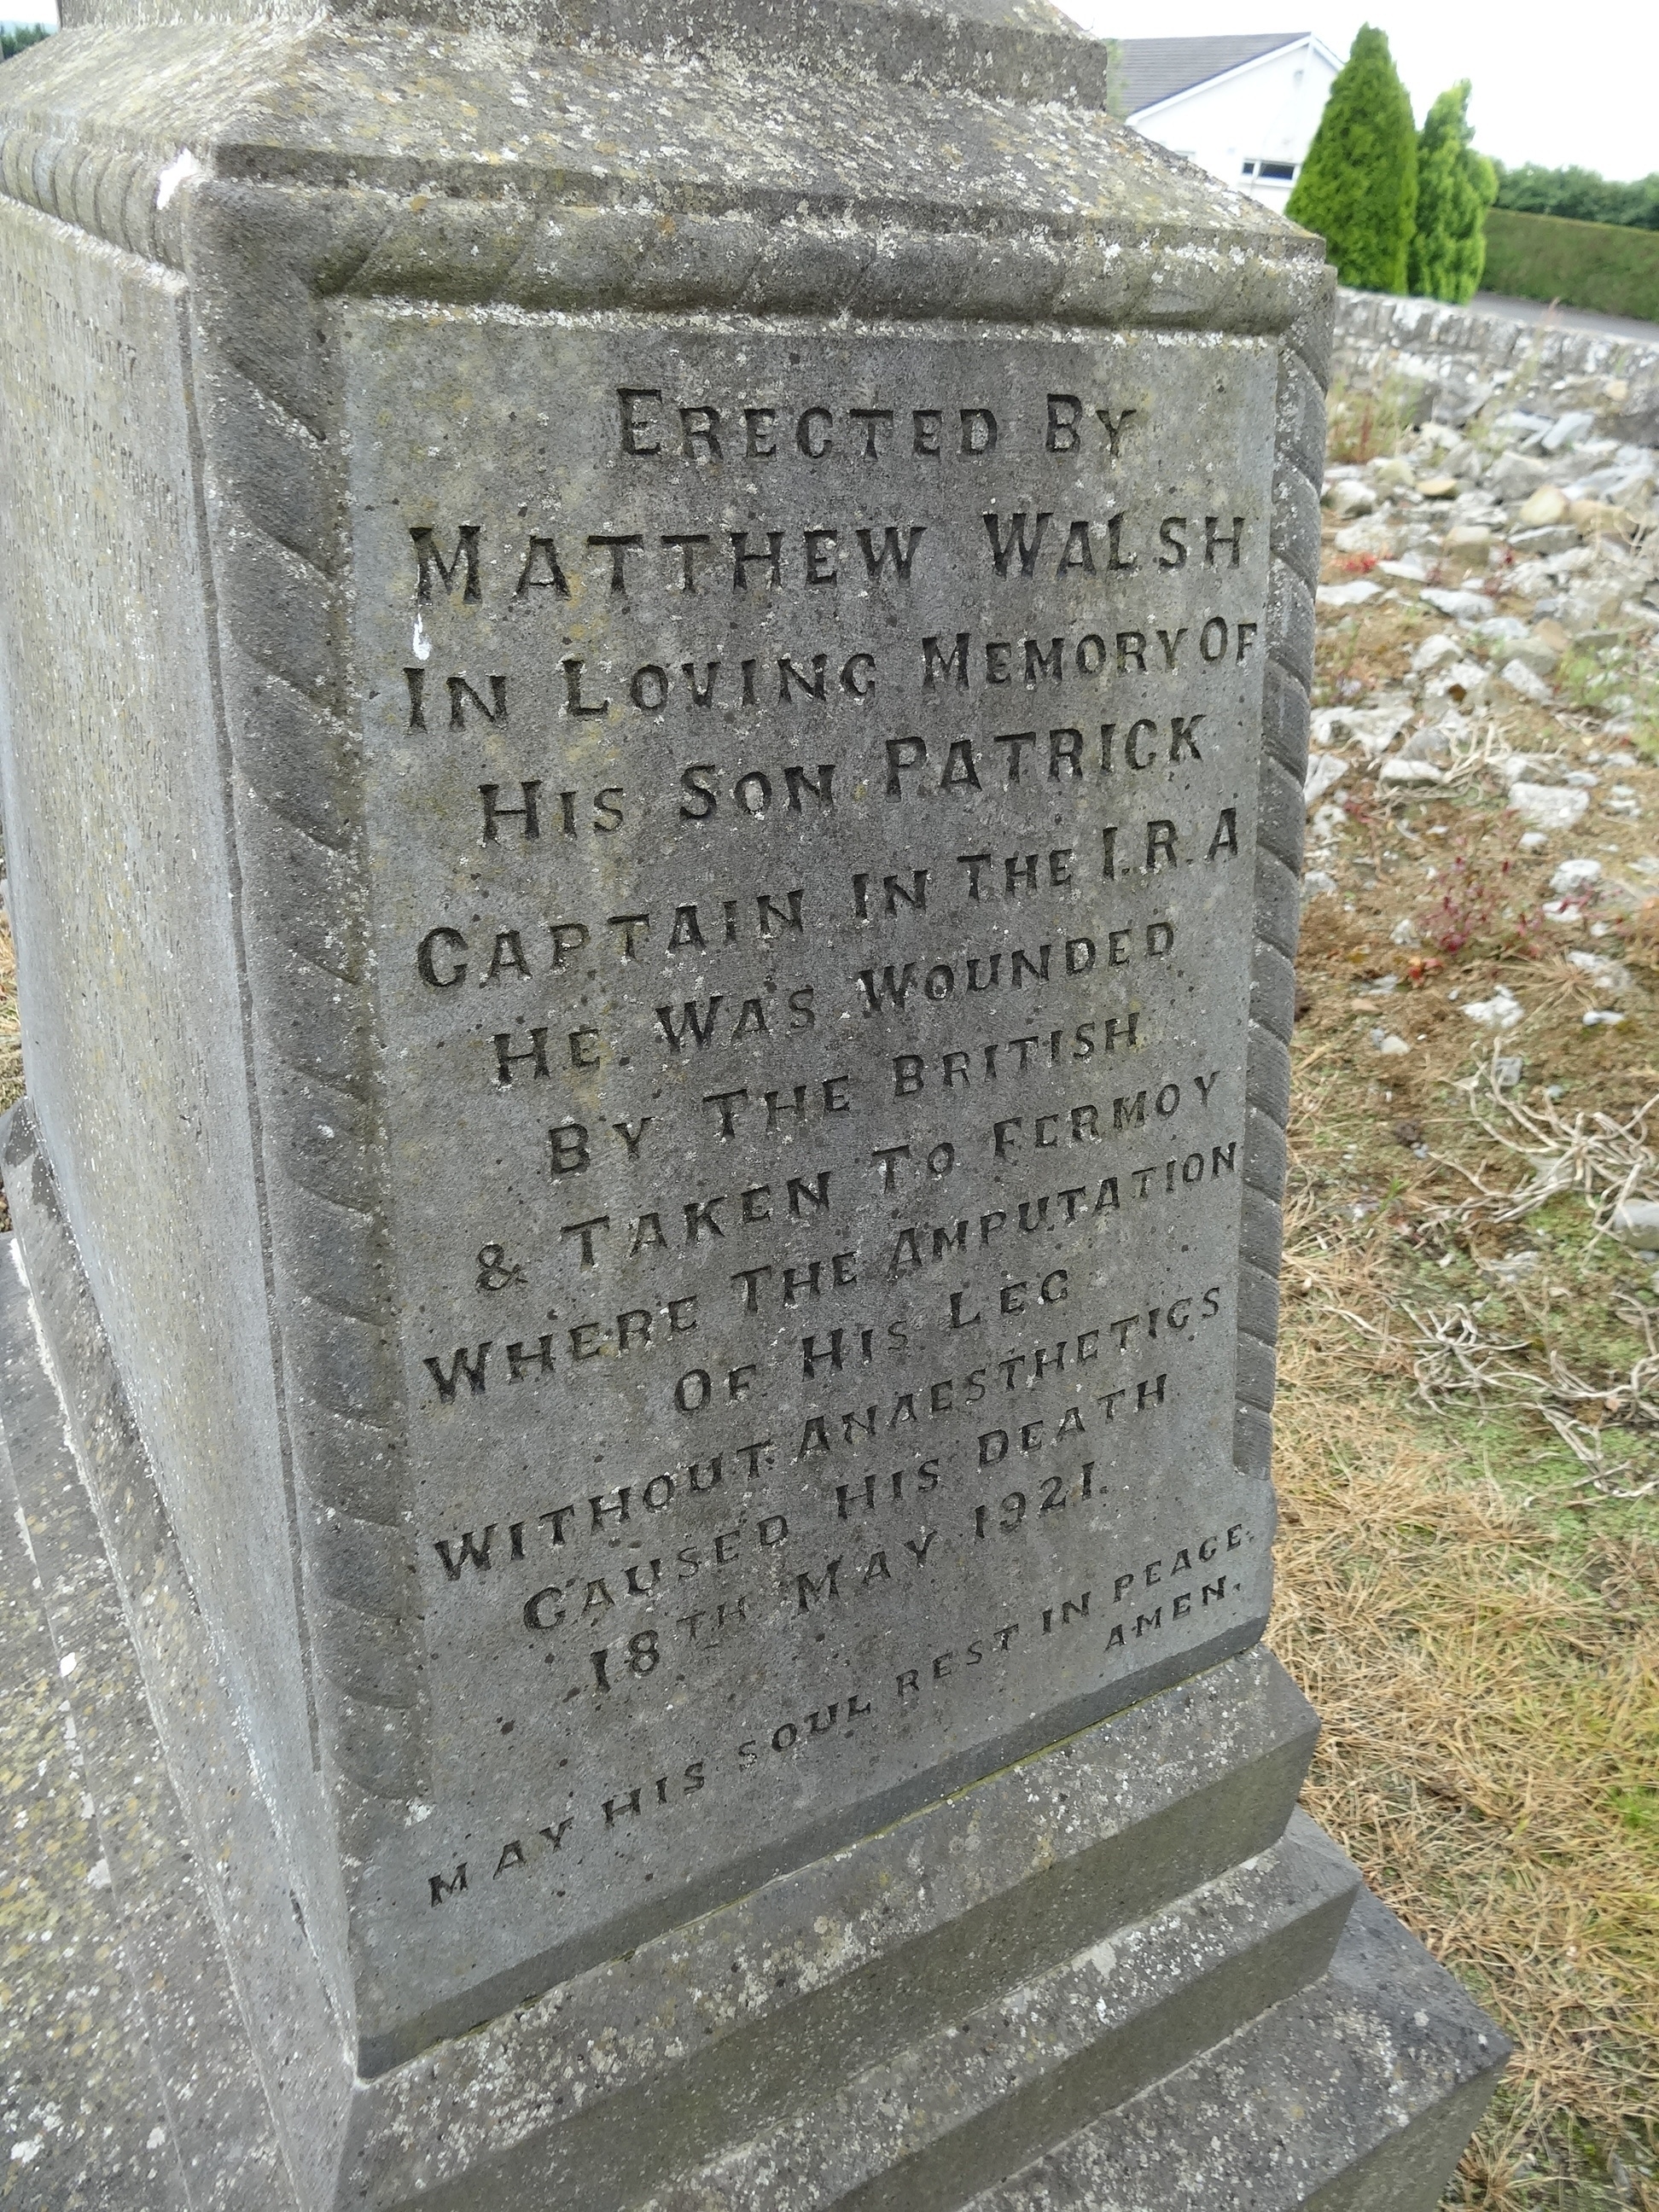 ERECTED BY
MATTHEW WALSH
IN LOVING MEMORY OF
HIS SON PATRICK
CAPTAIN IN THE I.R.A
HE WAS WOUNDED
BY THE BRITISH
& TAKEN TO FERMOY
WHERE THE AMPUTATION
OF HIS LEG
WITHOUT ANAESTHETICS
CAUSED HIS DEATH
18TH MAY 1921.
MAY HIS SOUL REST IN PEACE.
AMEN.